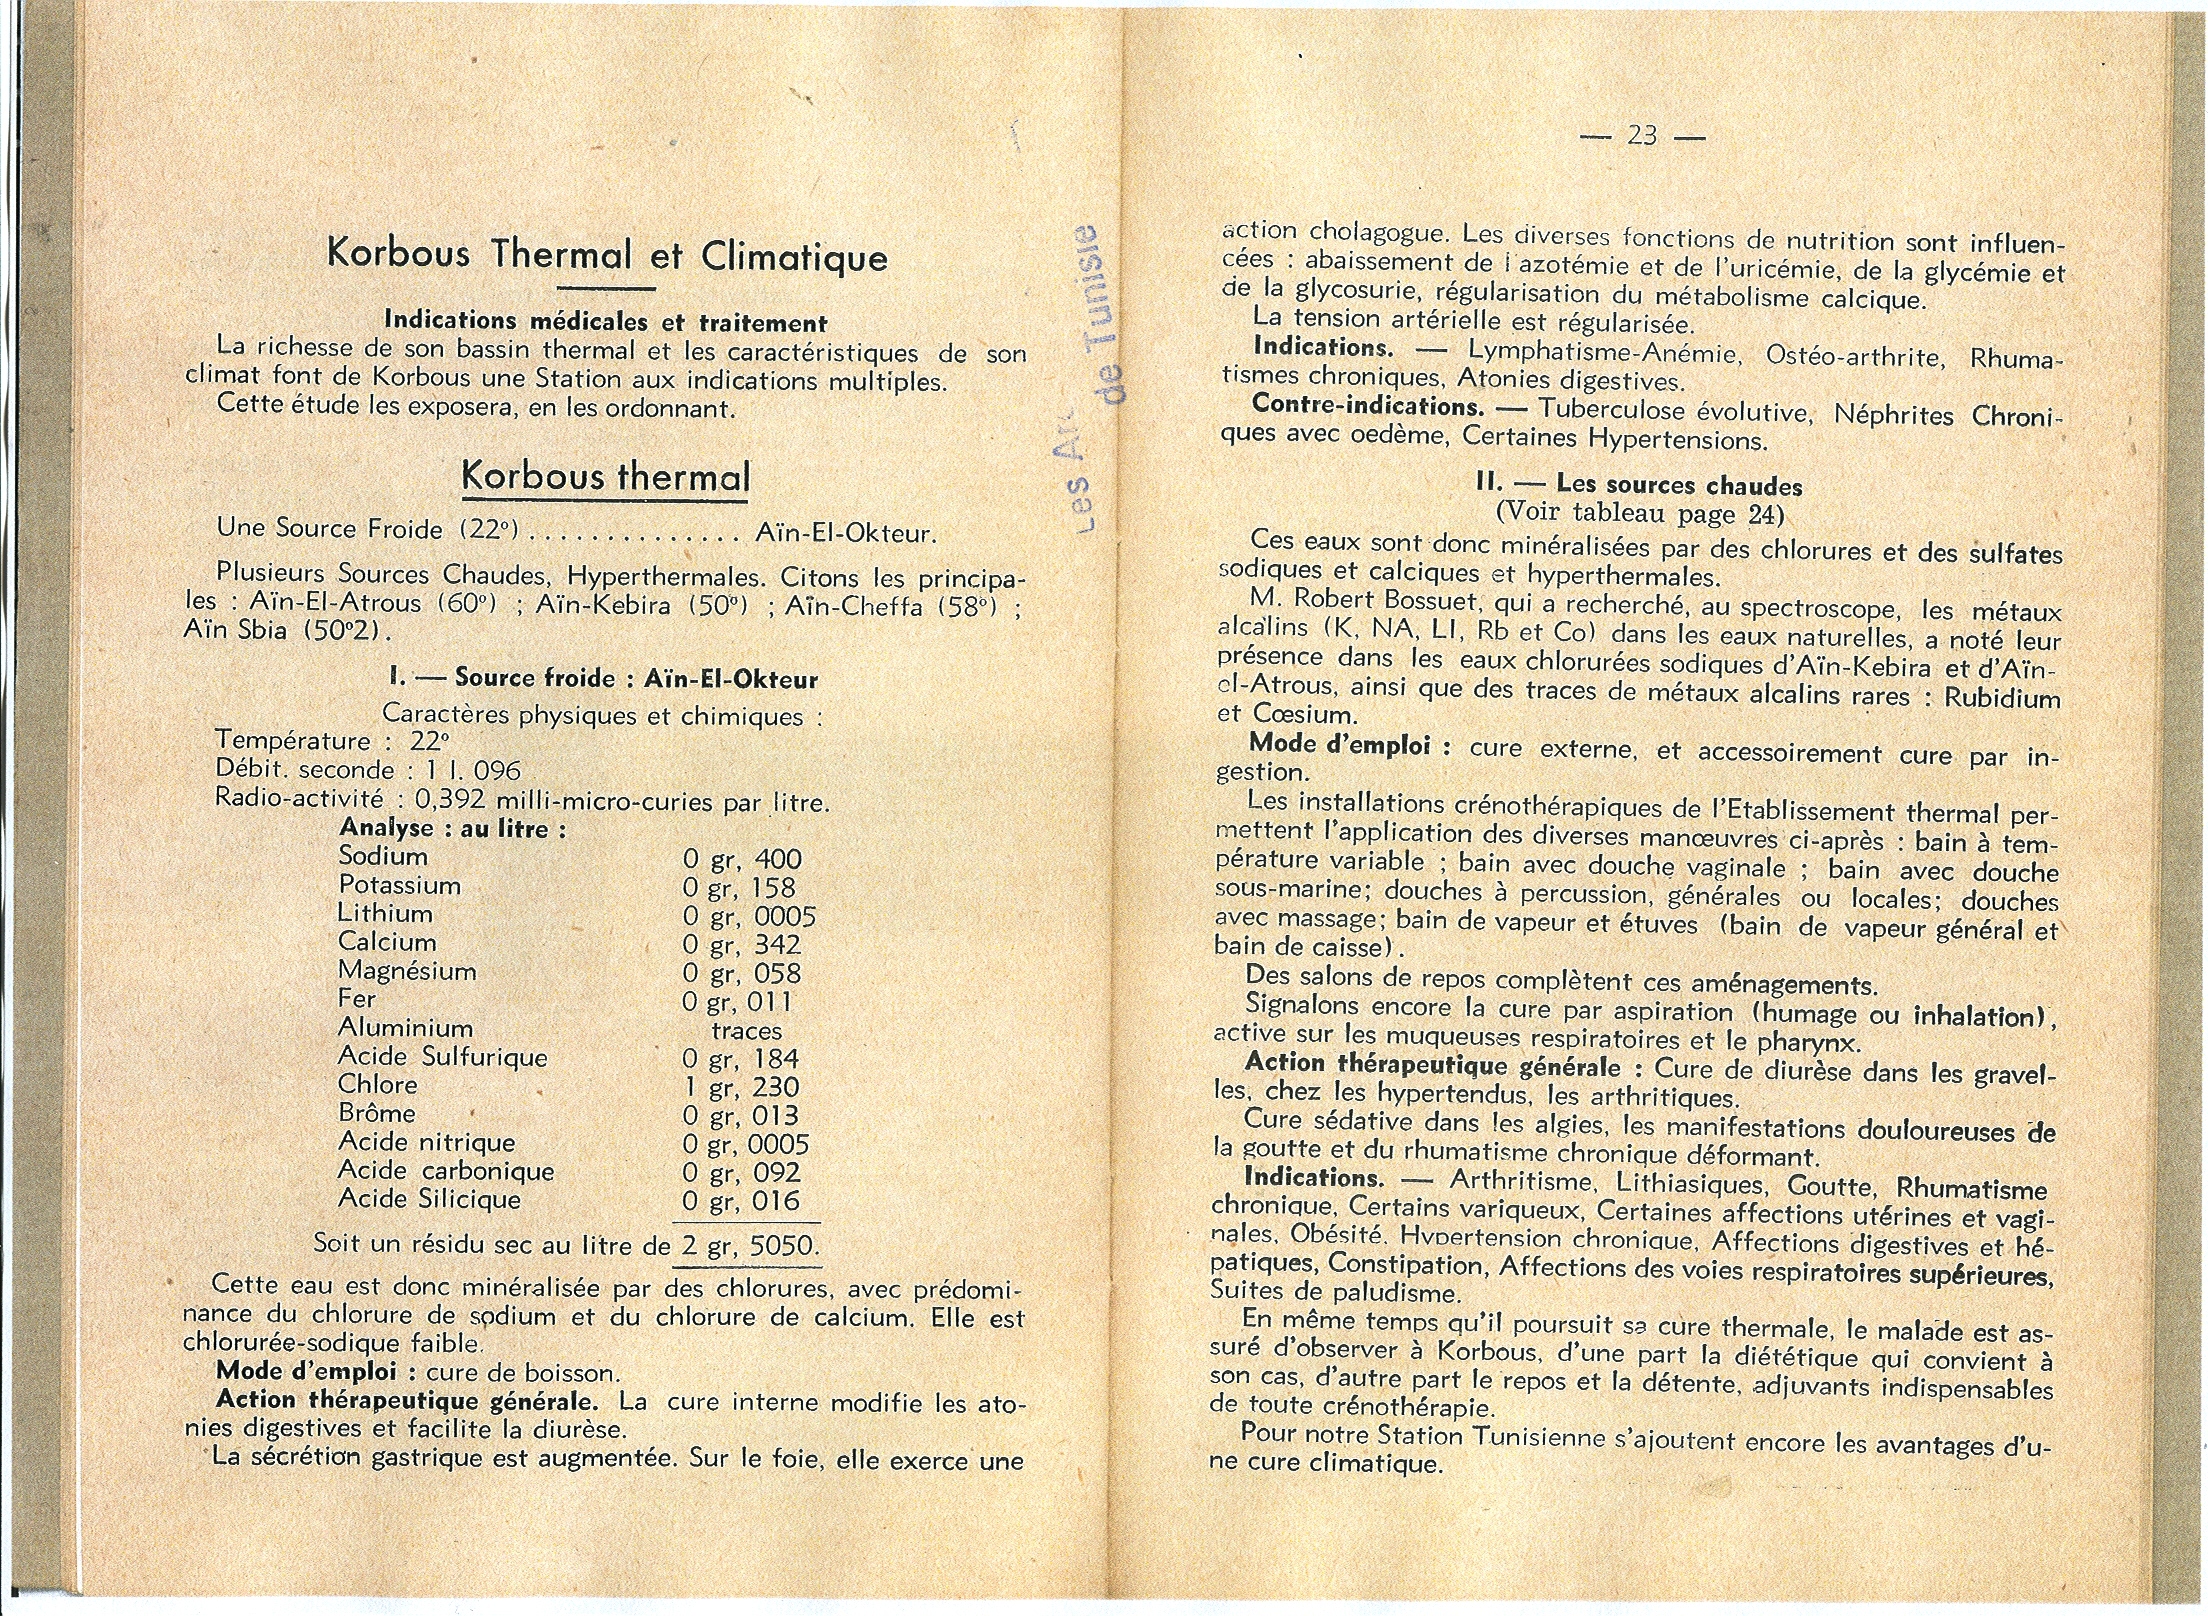 Korbous Thermal et Climatique
Indications médicales et traitement
La richesse de son bassin thermal et les caractéristiques de son
climat font de Korbous une Station aux indications multiples.
Cette étude les exposera, en les ordonnant.
Korbous thermal
Une Source Froide (22º) .............. Aïn-El-Okteur.
Plusieurs Sources Chaudes, Hyperthermales. Citons les principa-
les : Aïn-El-Atrous (60º) ; Aïn-Kebira (50º) ; Aïn-Cheffa (58º) ;
Aïn Sbia (50º2).
I. — Source froide : Aïn-El-Okteur
Caractères physiques et chimiques :
Température : 22º
Débit. seconde : 1 l. 096
Radio-activité : 0,392 milli-micro-curies par litre.
Analyse : au litre :
Sodium 0 gr, 400
Potassium 0 gr, 158
Lithium 0 gr, 0005
Calcium 0 gr, 342
Magnésium 0 gr, 058
Fer 0 gr, 011
Aluminium traces
Acide Sulfurique 0 gr, 184
Chlore 1 gr, 230
Brôme 0 gr, 013
Acide nitrique 0 gr, 0005
Acide carbonique 0 gr, 092
Acide Silicique 0 gr, 016
Soit un résidu sec au litre de 2 gr, 5050.
Cette eau est donc minéralisée par des chlorures, avec prédomi-
nance du chlorure de sodium et du chlorure de calcium. Elle est
chlorurée-sodique faible.
Mode d'emploi : cure de boisson.
Action thérapeutique générale. La cure interne modifie les ato-
nies digestives et facilite la diurèse.
La sécrétion gastrique est augmentée. Sur le foie, elle exerce une
Les
de Tunisie
— 23 —
action cholagogue. Les diverses fonctions de nutrition sont influen-
cées : abaissement de l'azotémie et de l'uricémie, de la glycémie et
de la glycosurie, régularisation du métabolisme calcique.
La tension artérielle est régularisée.
Indications. — Lymphatisme-Anémie, Ostéo-arthrite, Rhuma-
tismes chroniques, Atonies digestives.
Contre-indications. — Tuberculose évolutive, Néphrites Chroni-
ques avec oedème, Certaines Hypertensions.
II. — Les sources chaudes
(Voir tableau page 24)
Ces eaux sont donc minéralisées par des chlorures et des sulfates
sodiques et calciques et hyperthermales.
M. Robert Bossuet, qui a recherché, au spectroscope, les métaux
alcalins (K, NA, LI, Rb et Co) dans les eaux naturelles, a noté leur
présence dans les eaux chlorurées sodiques d'Aïn-Kebira et d'Aïn-
el-Atrous, ainsi que des traces de métaux alcalins rares : Rubidium
et Cœsium.
Mode d'emploi : cure externe, et accessoirement cure par in-
gestion.
Les installations crénothérapiques de l'Etablissement thermal per-
mettent l'application des diverses manœuvres ci-après : bain à tem-
pérature variable ; bain avec douche vaginale ; bain avec douche
sous-marine; douches à percussion, générales ou locales; douches
avec massage; bain de vapeur et étuves (bain de vapeur général et
bain de caisse).
Des salons de repos complètent ces aménagements.
Signalons encore la cure par aspiration (humage ou inhalation),
active sur les muqueuses respiratoires et le pharynx.
Action thérapeutique générale : Cure de diurèse dans les gravel-
les, chez les hypertendus, les arthritiques.
Cure sédative dans les algies, les manifestations douloureuses de
la goutte et du rhumatisme chronique déformant.
Indications. — Arthritisme, Lithiasiques, Goutte, Rhumatisme
chronique, Certains variqueux, Certaines affections utérines et vagi-
nales, Obésité, Hypertension chronique, Affections digestives et hé-
patiques, Constipation, Affections des voies respiratoires supérieures,
Suites de paludisme.
En même temps qu'il poursuit sa cure thermale, le malade est as-
suré d'observer à Korbous, d'une part la diététique qui convient à
son cas, d'autre part le repos et la détente, adjuvants indispensables
de toute crénothérapie.
Pour notre Station Tunisienne s'ajoutent encore les avantages d'u-
ne cure climatique.